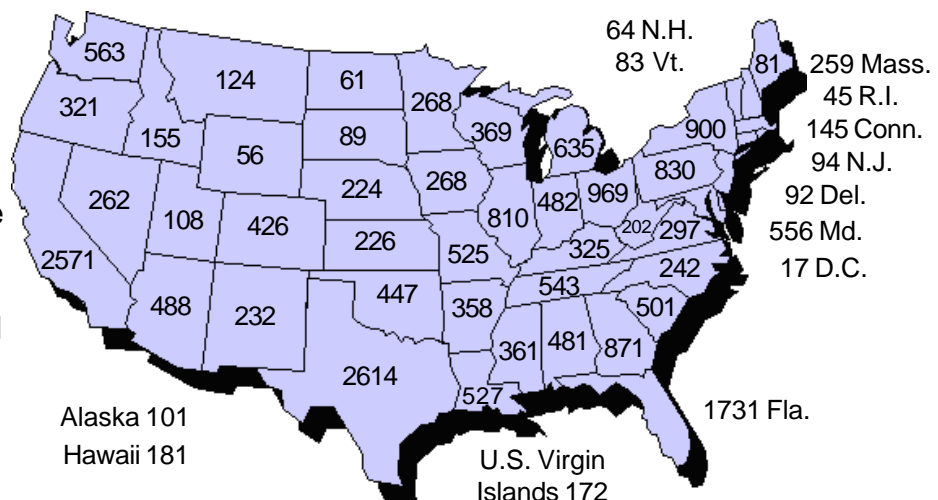 64 N.H.
83 Vt.
563
124
61
81
259 Mass.
268
45 R.I.
321
369
900
145 Conn.
155
89
635
56
830
94 N.J.
224
268
262
482
969
92 Del.
108
426
810
202
297
556 Md.
226
525
325
2571
242
17 D.C.
543
447
488
358
501
232
361
481
871
2614
527
1731 Fla.
Alaska 101
Hawaii 181
U.S. Virgin
Islands 172